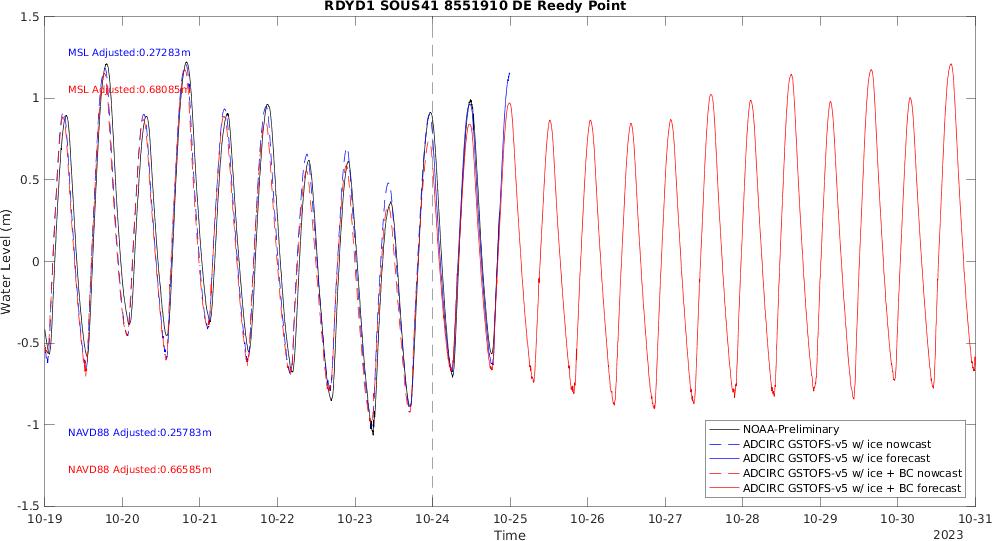 RDYD1 SOUS41 8551910 DE Reedy Point
1.5
1
0.5
0
-0.5
-1
-1.5
Water Level (m)
MSL Adjusted:0.27283m
MSL Adjusted:0.68085m
NAVD88 Adjusted:0.25783m
NAVD88 Adjusted:0.66585m
NOAA-Preliminary
ADCIRC GSTOFS-v5 w/ ice nowcast
ADCIRC GSTOFS-v5 w/ ice forecast
ADCIRC GSTOFS-v5 w/ ice + BC nowcast
ADCIRC GSTOFS-v5 w/ ice + BC forecast
10-19 10-20 10-21 10-22 10-23 10-24 10-25 10-26 10-27 10-28 10-29 10-30 10-31
Time
2023